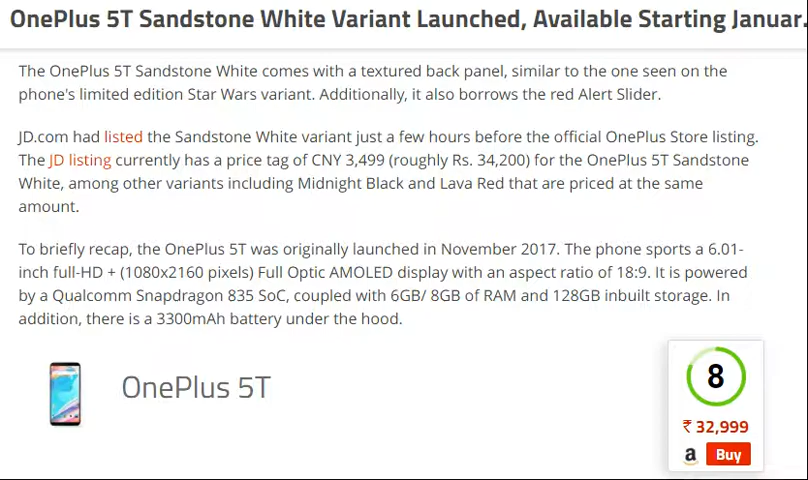 OnePlus 5T Sandstone White Variant Launched, Available Starting Januar.
The OnePlus 5T Sandstone White comes with a textured back panel, similar to the one seen on the
phone's limited edition Star Wars variant. Additionally, it also borrows the red Alert Slider.
JD.com had listed the Sandstone White variant just a few hours before the official OnePlus Store listing.
The JD listing currently has a price tag of CNY 3,499 (roughly Rs. 34,200) for the OnePlus 5T Sandstone
White, among other variants including Midnight Black and Lava Red that are priced at the same
amount.
To briefly recap, the OnePlus 5T was originally launched in November 2017. The phone sports a 6.01-
inch full-HD + (1080x2160 pixels) Full Optic AMOLED display with an aspect ratio of 18:9. It is powered
by a Qualcomm Snapdragon 835 SoC, coupled with 6GB/ 8GB of RAM and 128GB inbuilt storage. In
addition, there is a 3300mAh battery under the hood.
OnePlus 5T
8
₹ 32,999
a Buy